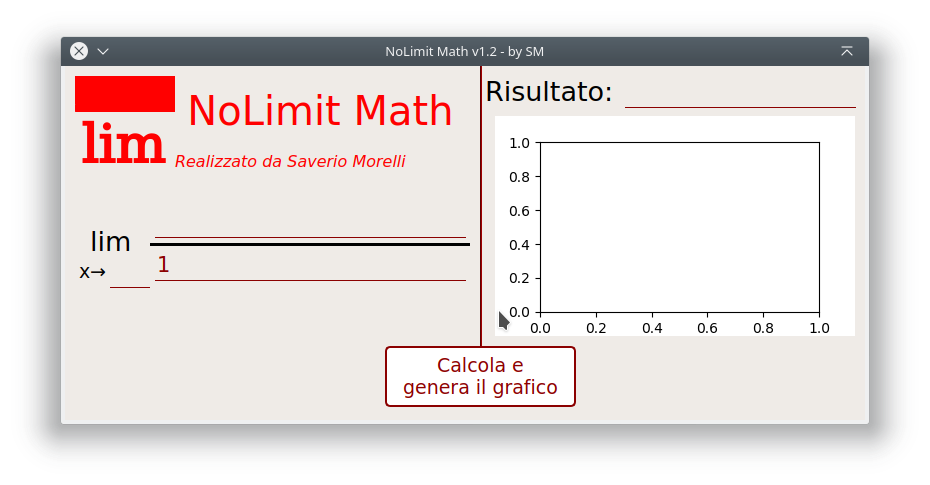 NoLimit Math v1.2 - by SM
lim
NoLimit Math
Realizzato da Saverio Morelli
lim
x→
1
Risultato:
1.0
0.8
0.6
0.4
0.2
0.0
0.0 0.2 0.4 0.6 0.8 1.0
Calcola e
genera il grafico